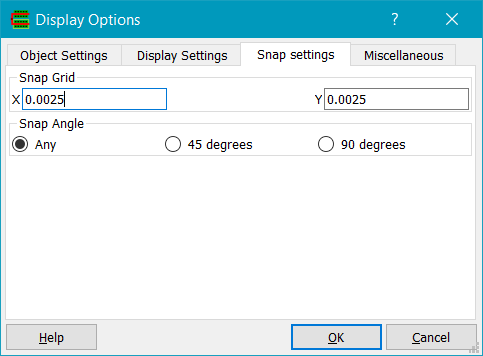 Display Options ?
Object Settings Display Settings Snap settings Miscellaneous
Snap Grid
X 0.0025 Y 0.0025
Snap Angle
Any 45 degrees 90 degrees
Help OK Cancel